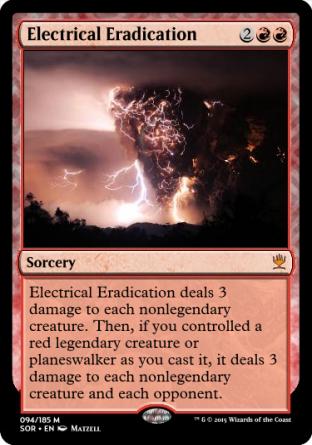 Electrical Eradication 2
Sorcery
Electrical Eradication deals 3
damage to each nonlegendary
creature. Then, if you controlled a
red legendary creature or
planeswalker as you cast it, it deals 3
damage to each nonlegendary
creature and each opponent.
094/185 M
SOR • EN Matzell
™ & © 2015 Wizards of the Coast